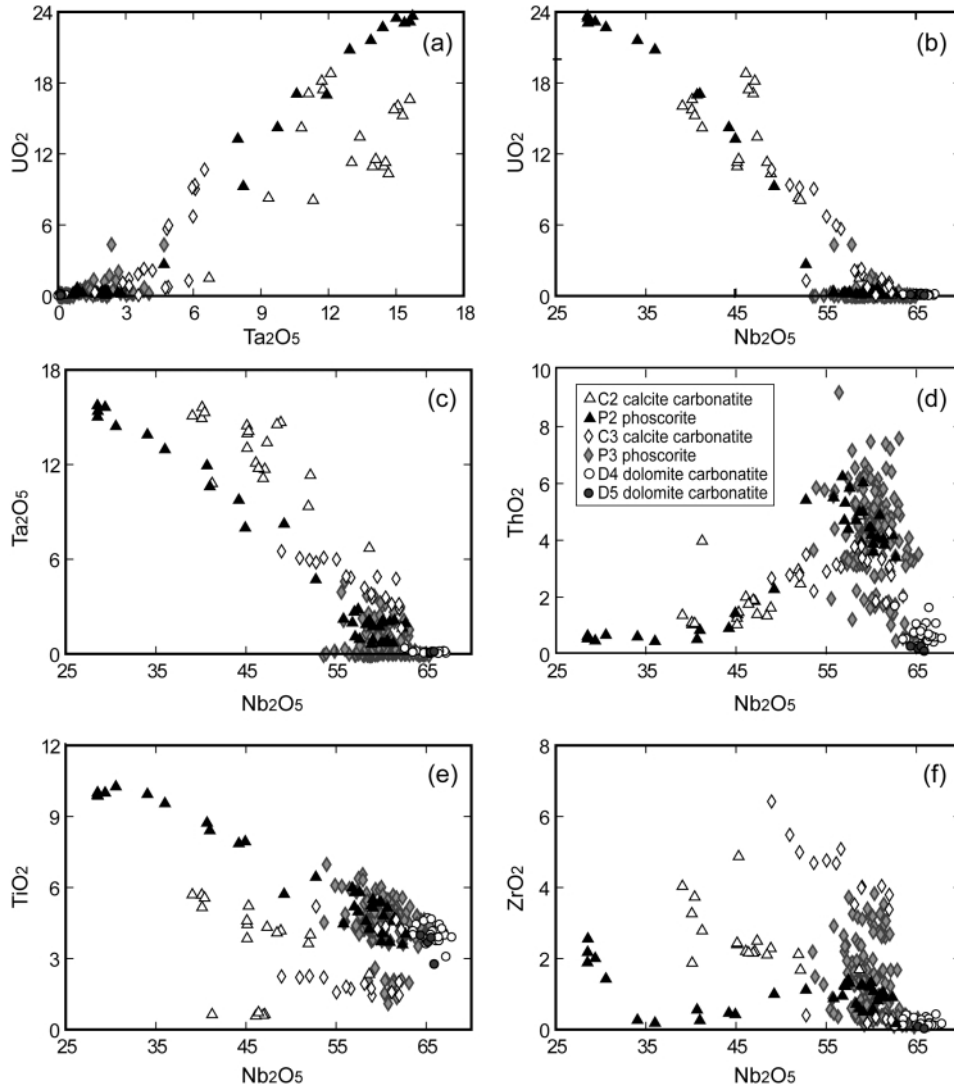 24
18
12
6
0
UO2
(a)
0 3 6 9 12 15 18
Ta2O5
24
18
12
6
0
UO2
(b)
25 35 45 55 65
Nb2O5
18
12
6
0
Ta2O5
(c)
25 35 45 55 65
Nb2O5
10
8
6
4
2
0
ThO2
(d)
C2 calcite carbonatite
P2 phoscorite
C3 calcite carbonatite
P3 phoscorite
D4 dolomite carbonatite
D5 dolomite carbonatite
25 35 45 55 65
Nb2O5
12
9
6
3
0
TiO2
(e)
25 35 45 55 65
Nb2O5
8
6
4
2
0
ZrO2
(f)
25 35 45 55 65
Nb2O5